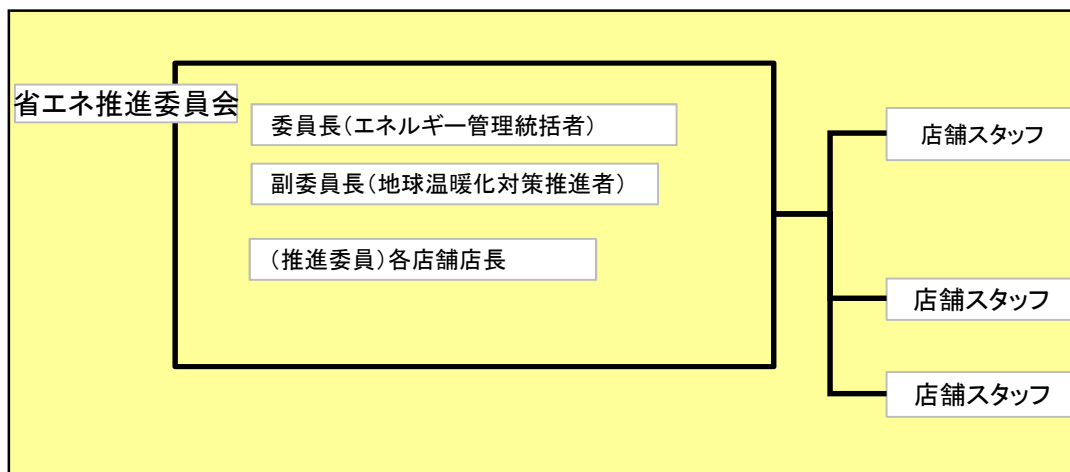 省エネ推進委員会
委員長(エネルギー管理統括者)
副委員長(地球温暖化対策推進者)
(推進委員)各店舗店長
店舗スタッフ
店舗スタッフ
店舗スタッフ